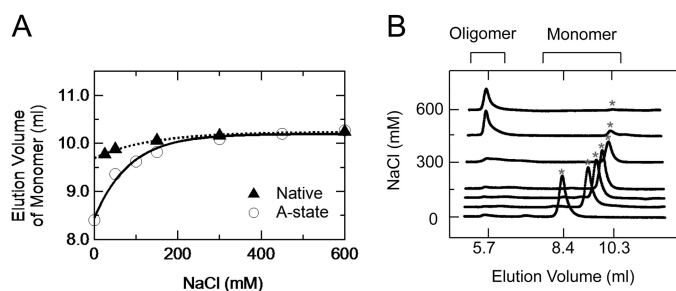 A
Elution Volume
of Monomer (ml)
11.0
10.0
9.0
8.0
0
200
400
600
NaCl (mM)
Native
A-state
B
Oligomer
Monomer
NaCl (mM)
600
300
0
*
*
*
*
*
*
*
5.7
8.4
10.3
Elution Volume (ml)